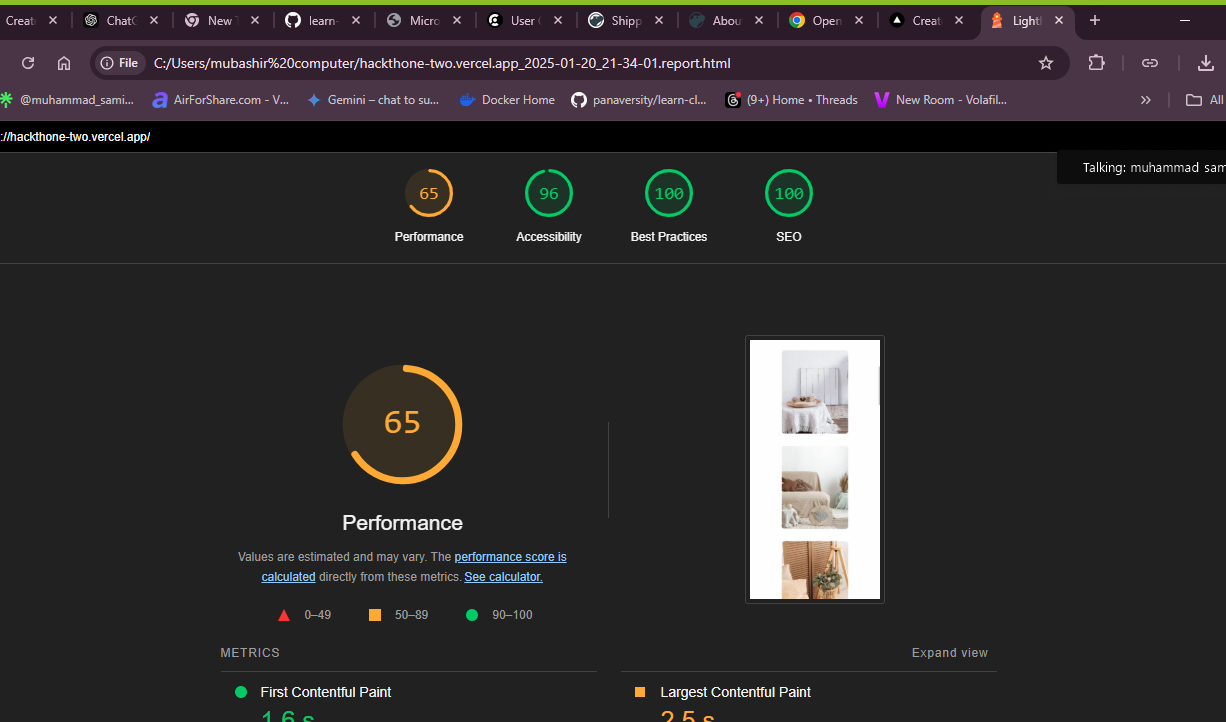 Create ChatG New T learn- Micro User Shipp Abou Open Creat Light
File C:/Users/mubashir%20computer/hackthone-two.vercel.app_2025-01-20_21-34-01.report.html
@muhammad_sami... AirForShare.com - V... Gemini – chat to su... Docker Home panaversity/learn-cl... (9+) Home • Threads New Room - Volafil... » All
://hackthone-two.vercel.app/
Talking: muhammad sam
65 96 100 100
Performance Accessibility Best Practices SEO
65
Performance
Values are estimated and may vary. The performance score is
calculated directly from these metrics. See calculator.
0–49 50–89 90–100
METRICS Expand view
First Contentful Paint Largest Contentful Paint
1.6 s 2.5 s